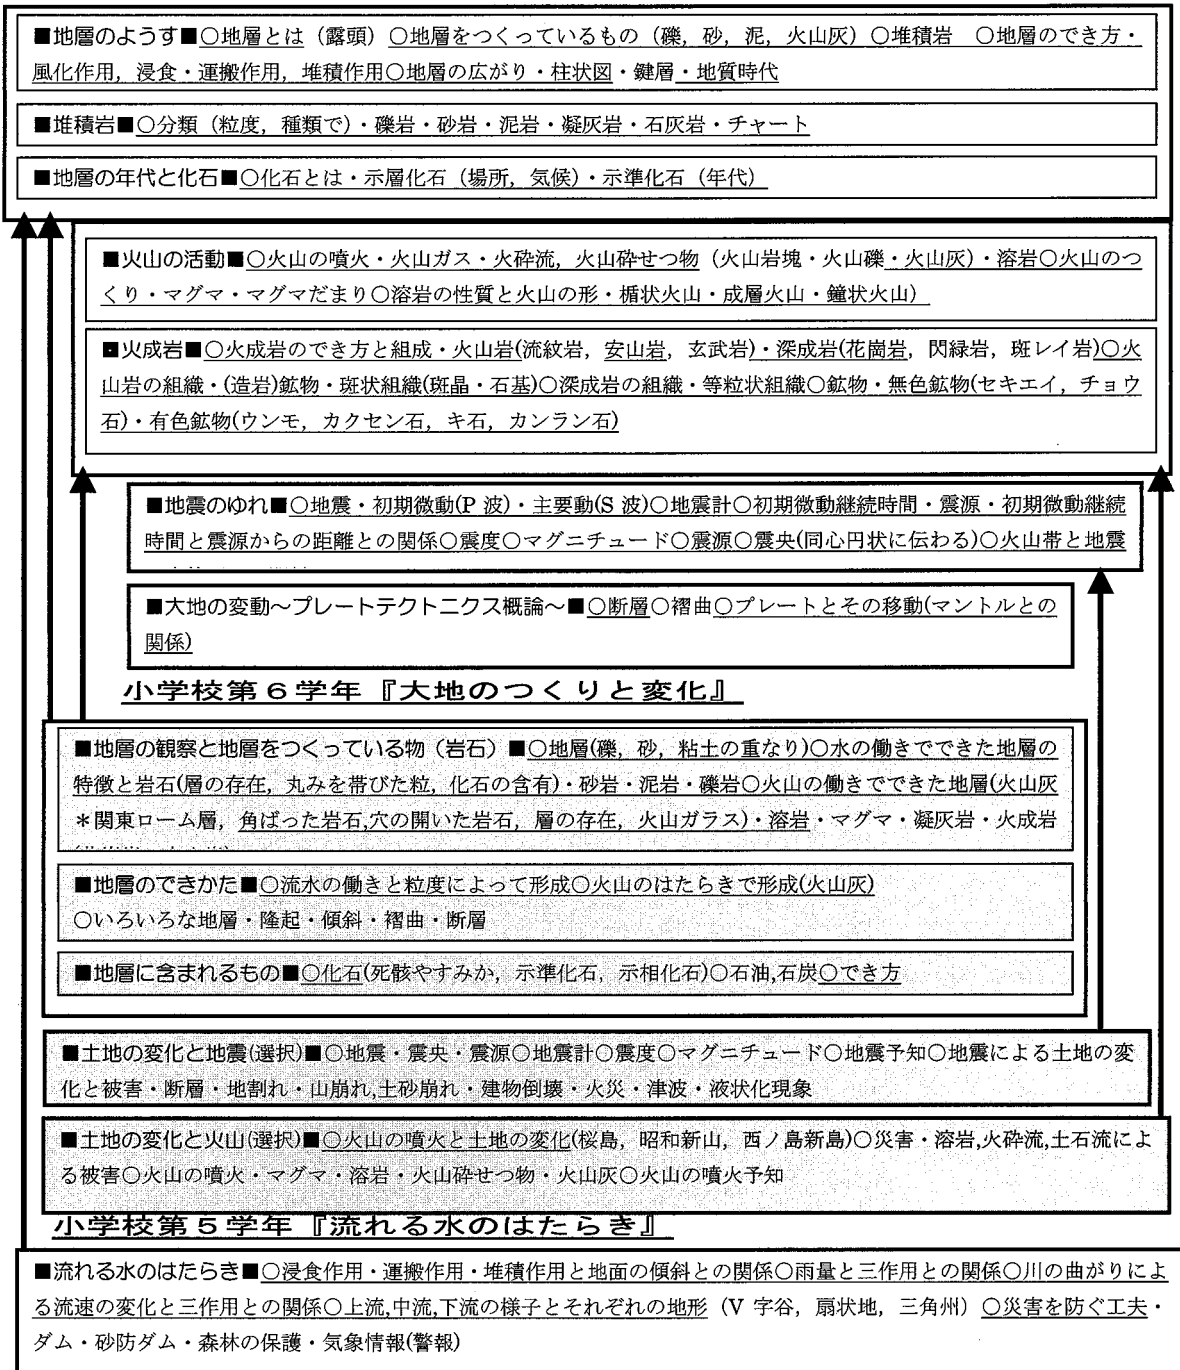 ■地層のようす■○地層とは（露頭）○地層をつくっているもの（礫，砂，泥，火山灰）○堆積岩　○地層のでき方・
風化作用，浸食・運搬作用，堆積作用○地層の広がり・柱状図・鍵層・地質時代
■堆積岩■○分類（粒度，種類で）・礫岩・砂岩・泥岩・凝灰岩・石灰岩・チャート
■地層の年代と化石■○化石とは・示層化石（場所，気候）・示準化石（年代）
■火山の活動■○火山の噴火・火山ガス・火砕流，火山砕せつ物（火山岩塊・火山礫・火山灰）・溶岩○火山のつ
くり・マグマ・マグマだまり○溶岩の性質と火山の形・楯状火山・成層火山・鐘状火山）
■火成岩■○火成岩のでき方と組成・火山岩(流紋岩，安山岩，玄武岩)・深成岩(花崗岩，閃緑岩，斑レイ岩)○火
山岩の組織・(造岩)鉱物・斑状組織(斑晶・石基)○深成岩の組織・等粒状組織○鉱物・無色鉱物(セキエイ，チョウ
石)・有色鉱物(ウンモ，カクセン石，キ石，カンラン石)
■地震のゆれ■○地震・初期微動(P 波)・主要動(S 波)○地震計○初期微動継続時間・震源・初期微動継続
時間と震源からの距離との関係○震度○マグニチュード○震源○震央(同心円状に伝わる)○火山帯と地震
■大地の変動～プレートテクトニクス概論～■○断層○褶曲○プレートとその移動(マントルとの
関係)
小学校第６学年『大地のつくりと変化』
■地層の観察と地層をつくっている物（岩石）■○地層(礫，砂，粘土の重なり)○水の働きでできた地層の
特徴と岩石(層の存在，丸みを帯びた粒，化石の含有)・砂岩・泥岩・礫岩○火山の働きでできた地層(火山灰
＊関東ローム層，角ばった岩石,穴の開いた岩石，層の存在，火山ガラス)・溶岩・マグマ・凝灰岩・火成岩
■地層のできかた■○流水の働きと粒度によって形成○火山のはたらきで形成(火山灰)
○いろいろな地層・隆起・傾斜・褶曲・断層
■地層に含まれるもの■○化石(死骸やすみか，示準化石，示相化石)○石油,石炭○でき方
■土地の変化と地震(選択)■○地震・震央・震源○地震計○震度○マグニチュード○地震予知○地震による土地の変
化と被害・断層・地割れ・山崩れ,土砂崩れ・建物倒壊・火災・津波・液状化現象
■土地の変化と火山(選択)■○火山の噴火と土地の変化(桜島，昭和新山，西ノ島新島)○災害・溶岩,火砕流,土石流によ
る被害○火山の噴火・マグマ・溶岩・火山砕せつ物・火山灰○火山の噴火予知
小学校第５学年『流れる水のはたらき』
■流れる水のはたらき■○浸食作用・運搬作用・堆積作用と地面の傾斜との関係○雨量と三作用との関係○川の曲がりによ
る流速の変化と三作用との関係○上流,中流,下流の様子とそれぞれの地形（V 字谷，扇状地，三角州）○災害を防ぐ工夫・
ダム・砂防ダム・森林の保護・気象情報(警報)